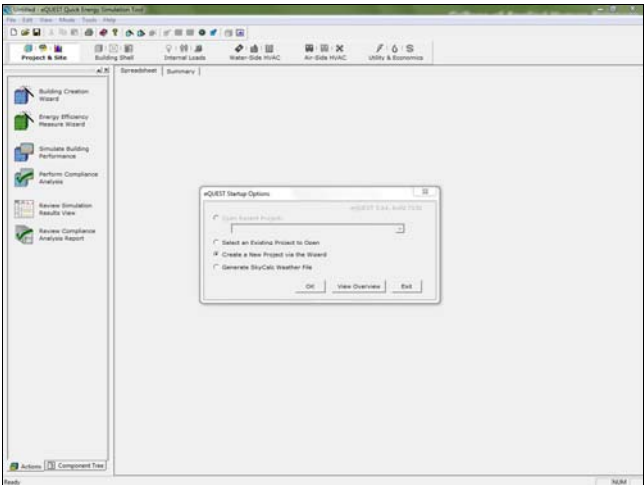 Untitled - eQUEST Quick Energy Simulation Tool
File Edit View Mode Tools Help
Project & Site
Building Shell
Internal Loads
Water-Side HVAC
Air-Side HVAC
Utility & Economics
Spreadsheet
Summary
Building Creation
Wizard
Energy Efficiency
Measure Wizard
Simulate Building
Performance
Perform Compliance
Analysis
Review Simulation
Results View
Review Compliance
Analysis Report
eQUEST Startup Options
Open Recent Project:
Select an Existing Project to Open
Create a New Project via the Wizard
Generate SkyCalc Weather File
OK
View Overview
Exit
Actions
Component Tree
Ready
NUM